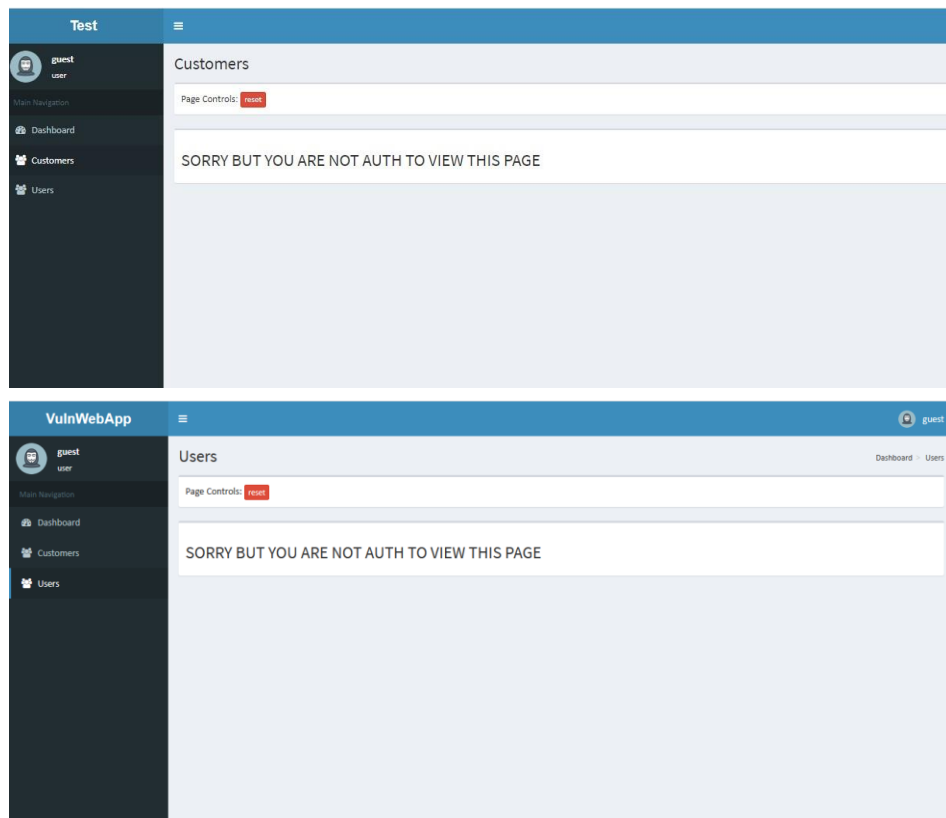 Test
guest
user
Main Navigation
Dashboard
Customers
Users
Customers
Page Controls: reset
SORRY BUT YOU ARE NOT AUTH TO VIEW THIS PAGE
VulnWebApp
guest
guest
user
Main Navigation
Dashboard
Customers
Users
Users
Dashboard > Users
Page Controls: reset
SORRY BUT YOU ARE NOT AUTH TO VIEW THIS PAGE